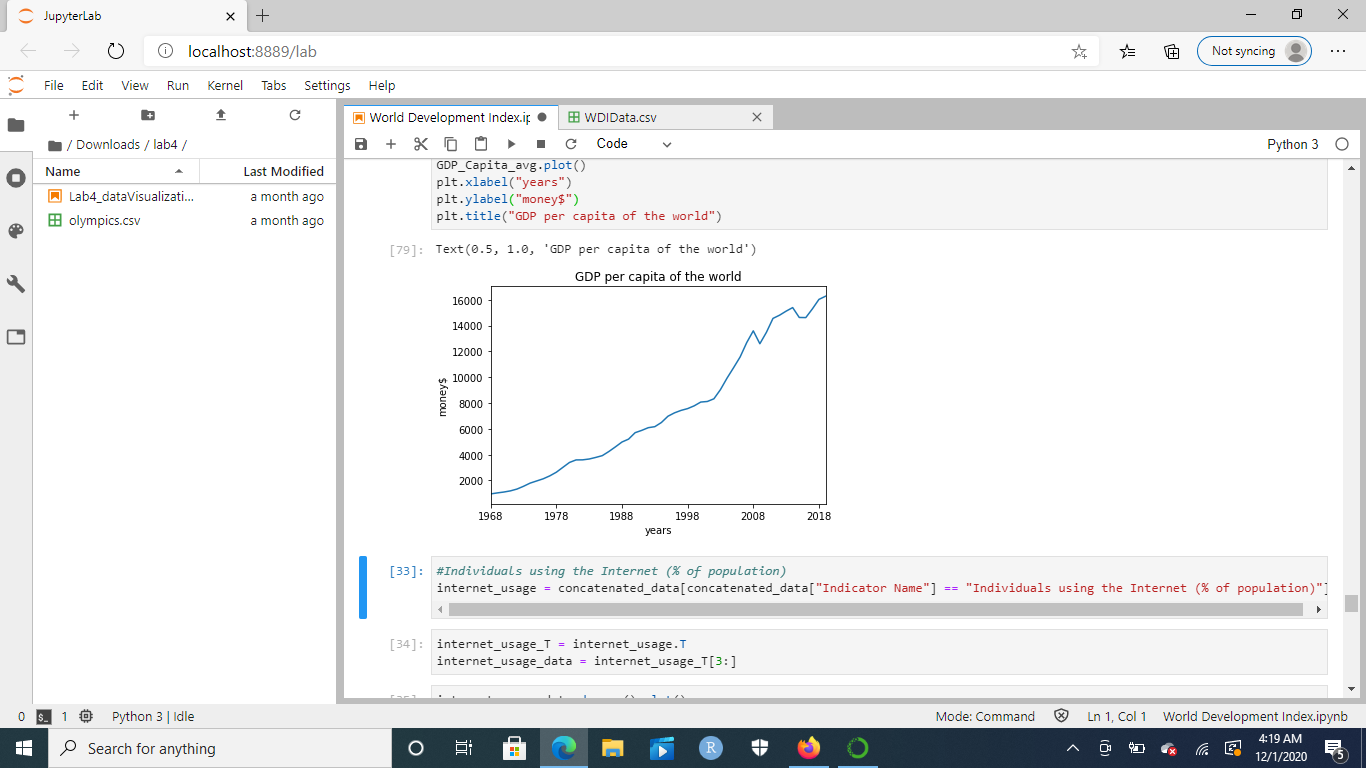 JupyterLab
localhost:8889/lab
Not syncing
File Edit View Run Kernel Tabs Settings Help
World Development Index.ip
WDIData.csv
/ Downloads / lab4 /
Code
Python 3
Name Last Modified
Lab4_dataVisualizati... a month ago
olympics.csv a month ago
GDP_Capita_avg.plot()
plt.xlabel("years")
plt.ylabel("money$")
plt.title("GDP per capita of the world")
[79]: Text(0.5, 1.0, 'GDP per capita of the world')
GDP per capita of the world
16000
14000
12000
10000
8000
6000
4000
2000
money$
1968 1978 1988 1998 2008 2018
years
[33]: #Individuals using the Internet (% of population)
internet_usage = concatenated_data[concatenated_data["Indicator Name"] == "Individuals using the Internet (% of population)"]
[34]: internet_usage_T = internet_usage.T
internet_usage_data = internet_usage_T[3:]
0 $_ 1 Python 3 | Idle Mode: Command Ln 1, Col 1 World Development Index.ipynb
Search for anything
R
4:19 AM
12/1/2020
5